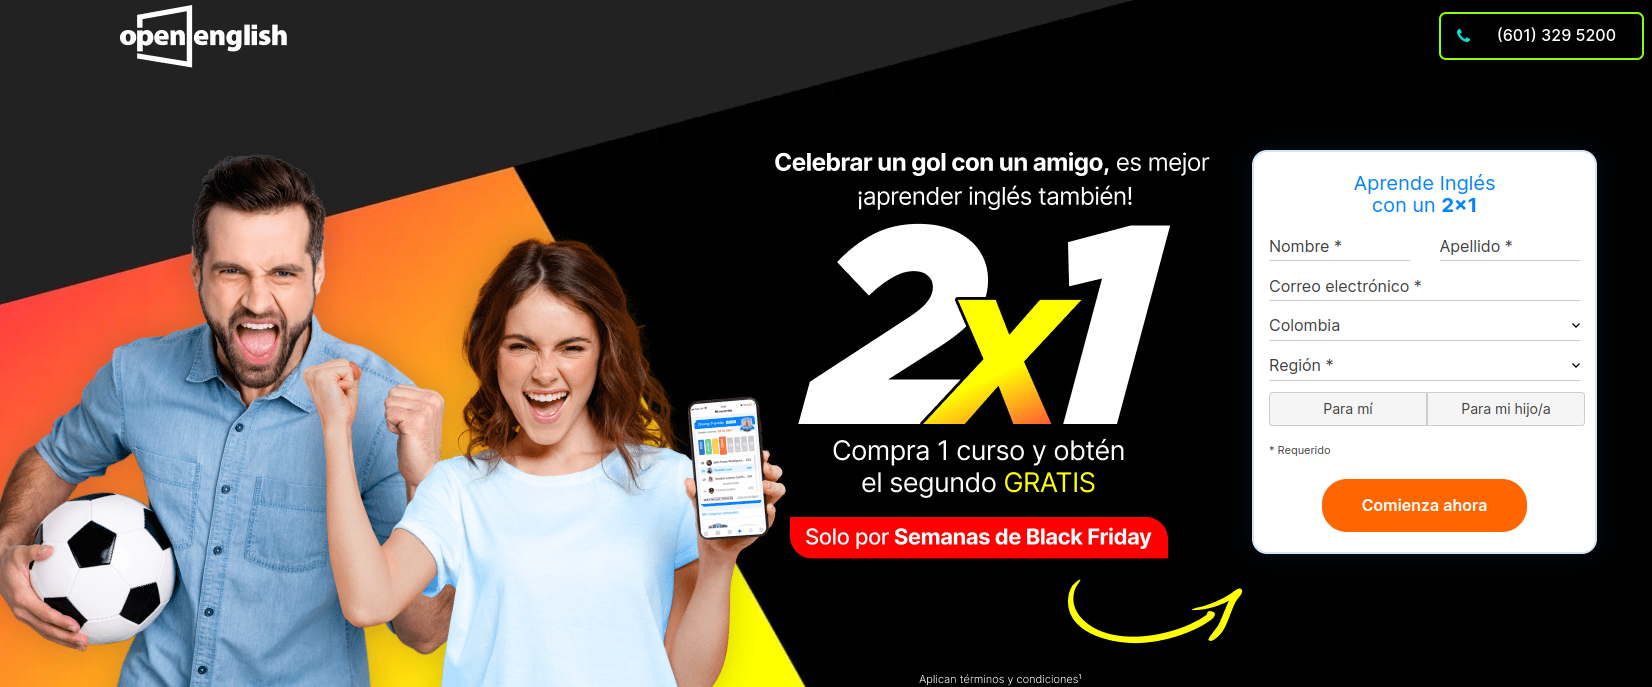 openenglish
(601) 329 5200
Celebrar un gol con un amigo, es mejor
¡aprender inglés también!
2x1
Compra 1 curso y obtén
el segundo GRATIS
Solo por Semanas de Black Friday
Aplican términos y condiciones¹
Aprende Inglés
con un 2x1
Nombre * Apellido *
Correo electrónico *
Colombia
Región *
Para mí Para mi hijo/a
* Requerido
Comienza ahora